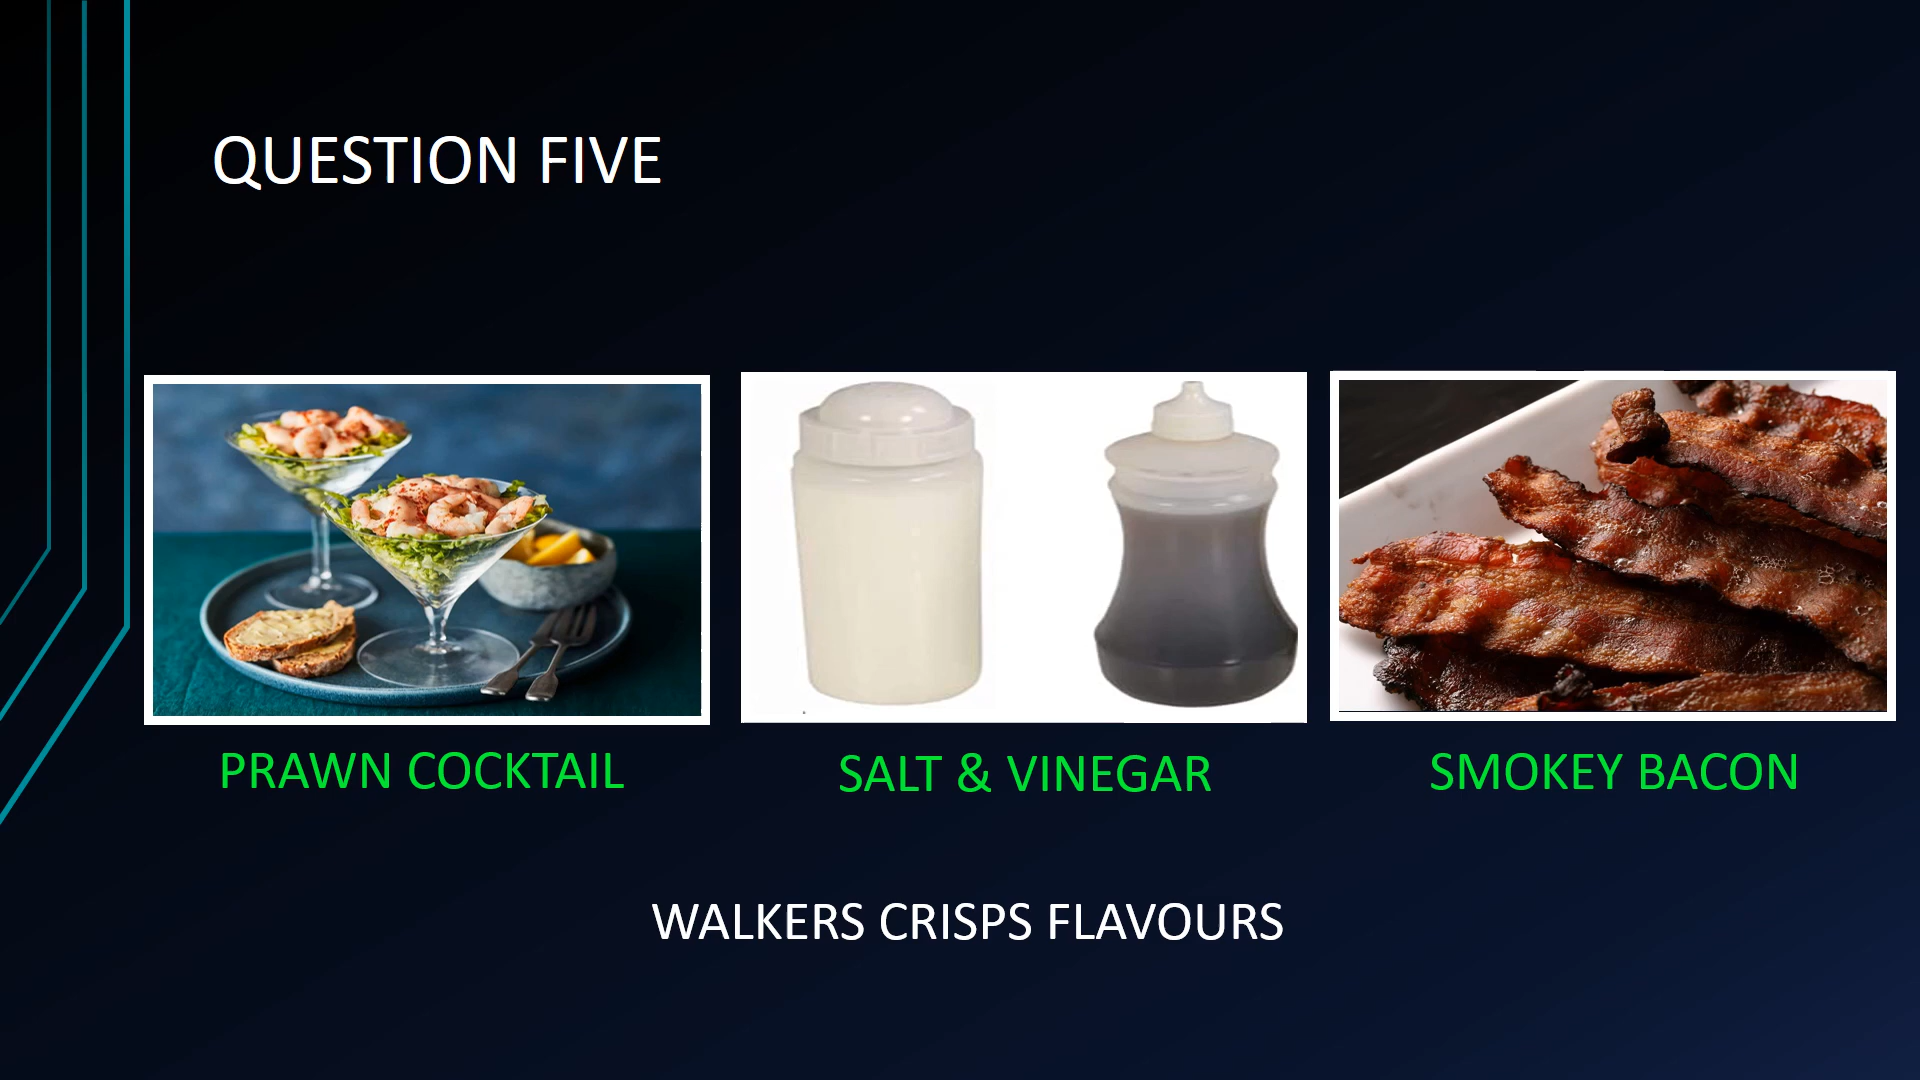 QUESTION FIVE
PRAWN COCKTAIL
SALT & VINEGAR
SMOKEY BACON
WALKERS CRISPS FLAVOURS